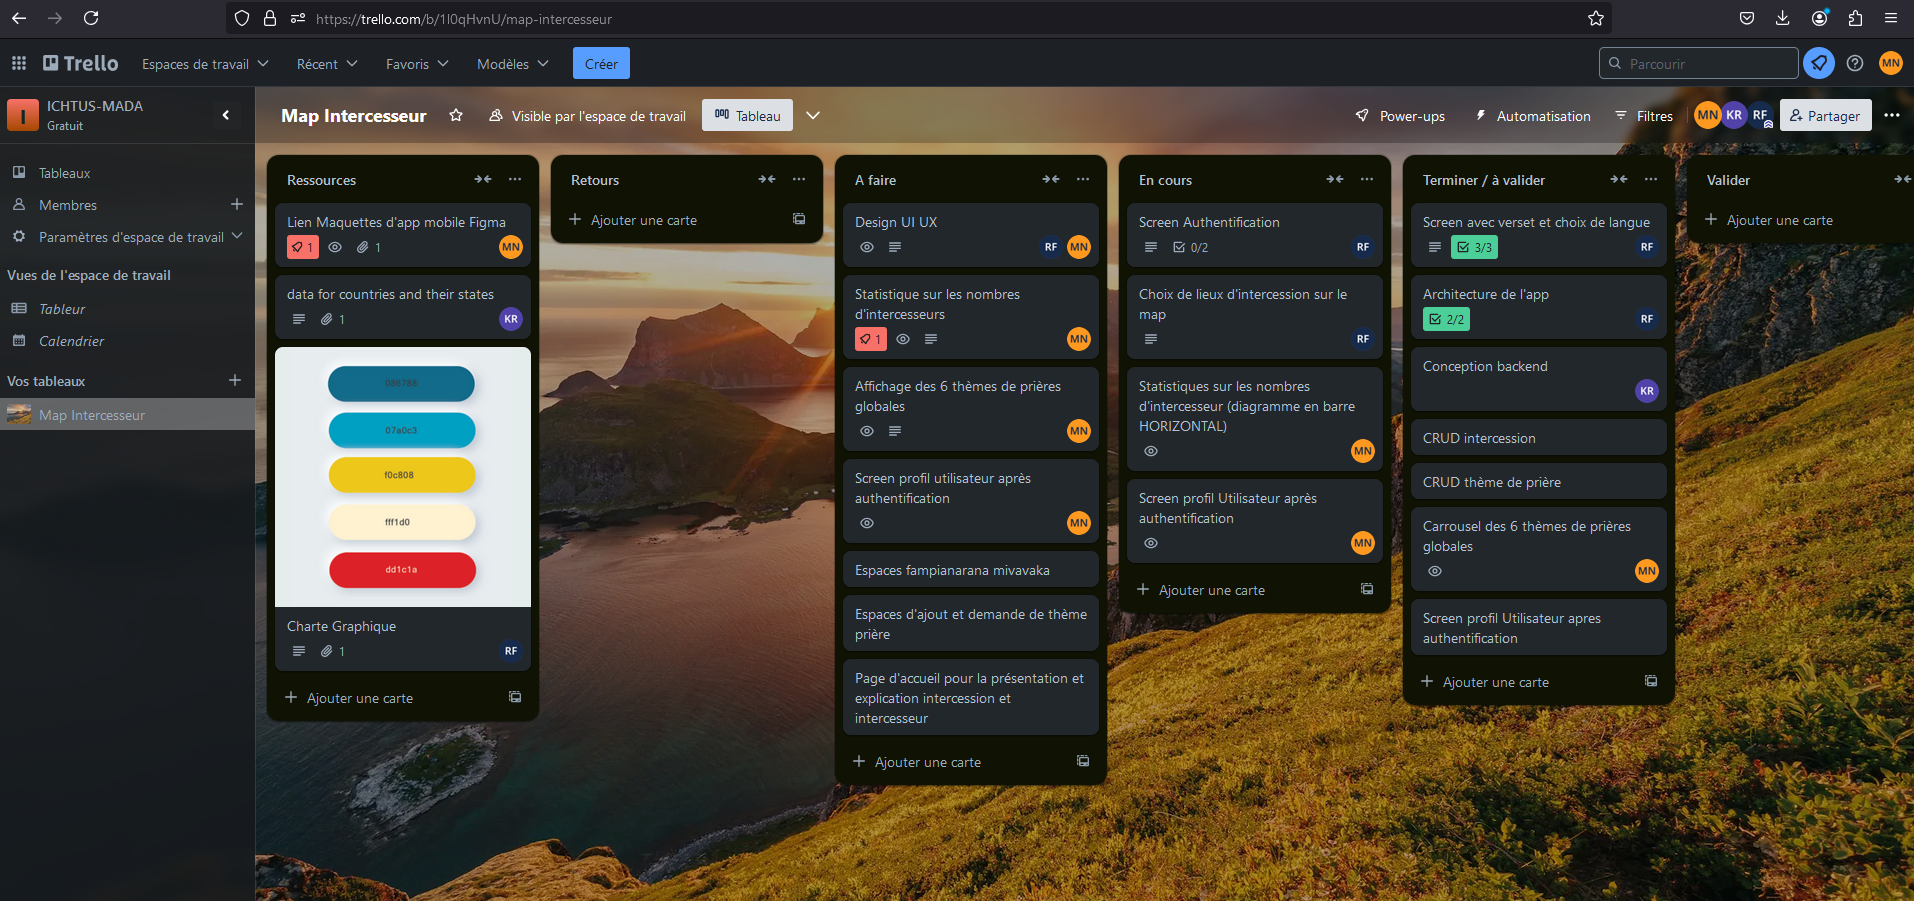 https://trello.com/b/1I0qHvnU/map-intercesseur
Trello
Espaces de travail
Récent
Favoris
Modèles
Créer
Parcourir
MN
I
ICHTUS-MADA
Gratuit
Tableaux
Membres
Paramètres d'espace de travail
Vues de l'espace de travail
Tableur
Calendrier
Vos tableaux
Map Intercesseur
Map Intercesseur
Visible par l'espace de travail
Tableau
Power-ups
Automatisation
Filtres
MN
KR
RF
Partager
Ressources
Lien Maquettes d'app mobile Figma
1
1
MN
data for countries and their states
1
KR
086788
07a0c3
f0c808
fff1d0
dd1c1a
Charte Graphique
1
RF
Ajouter une carte
Retours
Ajouter une carte
A faire
Design UI UX
RF
MN
Statistique sur les nombres
d'intercesseurs
1
MN
Affichage des 6 thèmes de prières
globales
MN
Screen profil utilisateur après
authentification
MN
Espaces fampianarana mivavaka
Espaces d'ajout et demande de thème
prière
Page d'accueil pour la présentation et
explication intercession et
intercesseur
Ajouter une carte
En cours
Screen Authentification
0/2
RF
Choix de lieux d'intercession sur le
map
RF
Statistiques sur les nombres
d'intercesseur (diagramme en barre
HORIZONTAL)
MN
Screen profil Utilisateur après
authentification
MN
Ajouter une carte
Terminer / à valider
Screen avec verset et choix de langue
3/3
RF
Architecture de l'app
2/2
RF
Conception backend
KR
CRUD intercession
CRUD thème de prière
Carrousel des 6 thèmes de prières
globales
MN
Screen profil Utilisateur apres
authentification
Ajouter une carte
Valider
Ajouter une carte